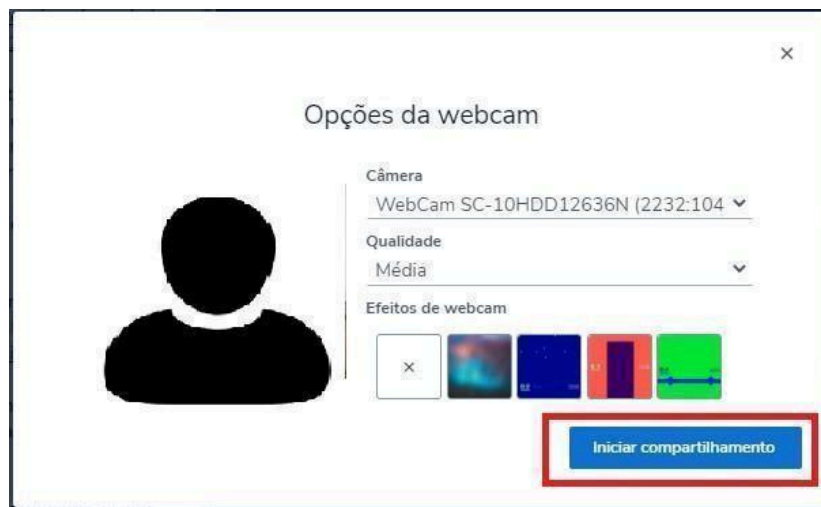 ×
Opções da webcam
Câmera
WebCam SC-10HDD12636N (2232:104
Qualidade
Média
Efeitos de webcam
×
Iniciar compartilhamento